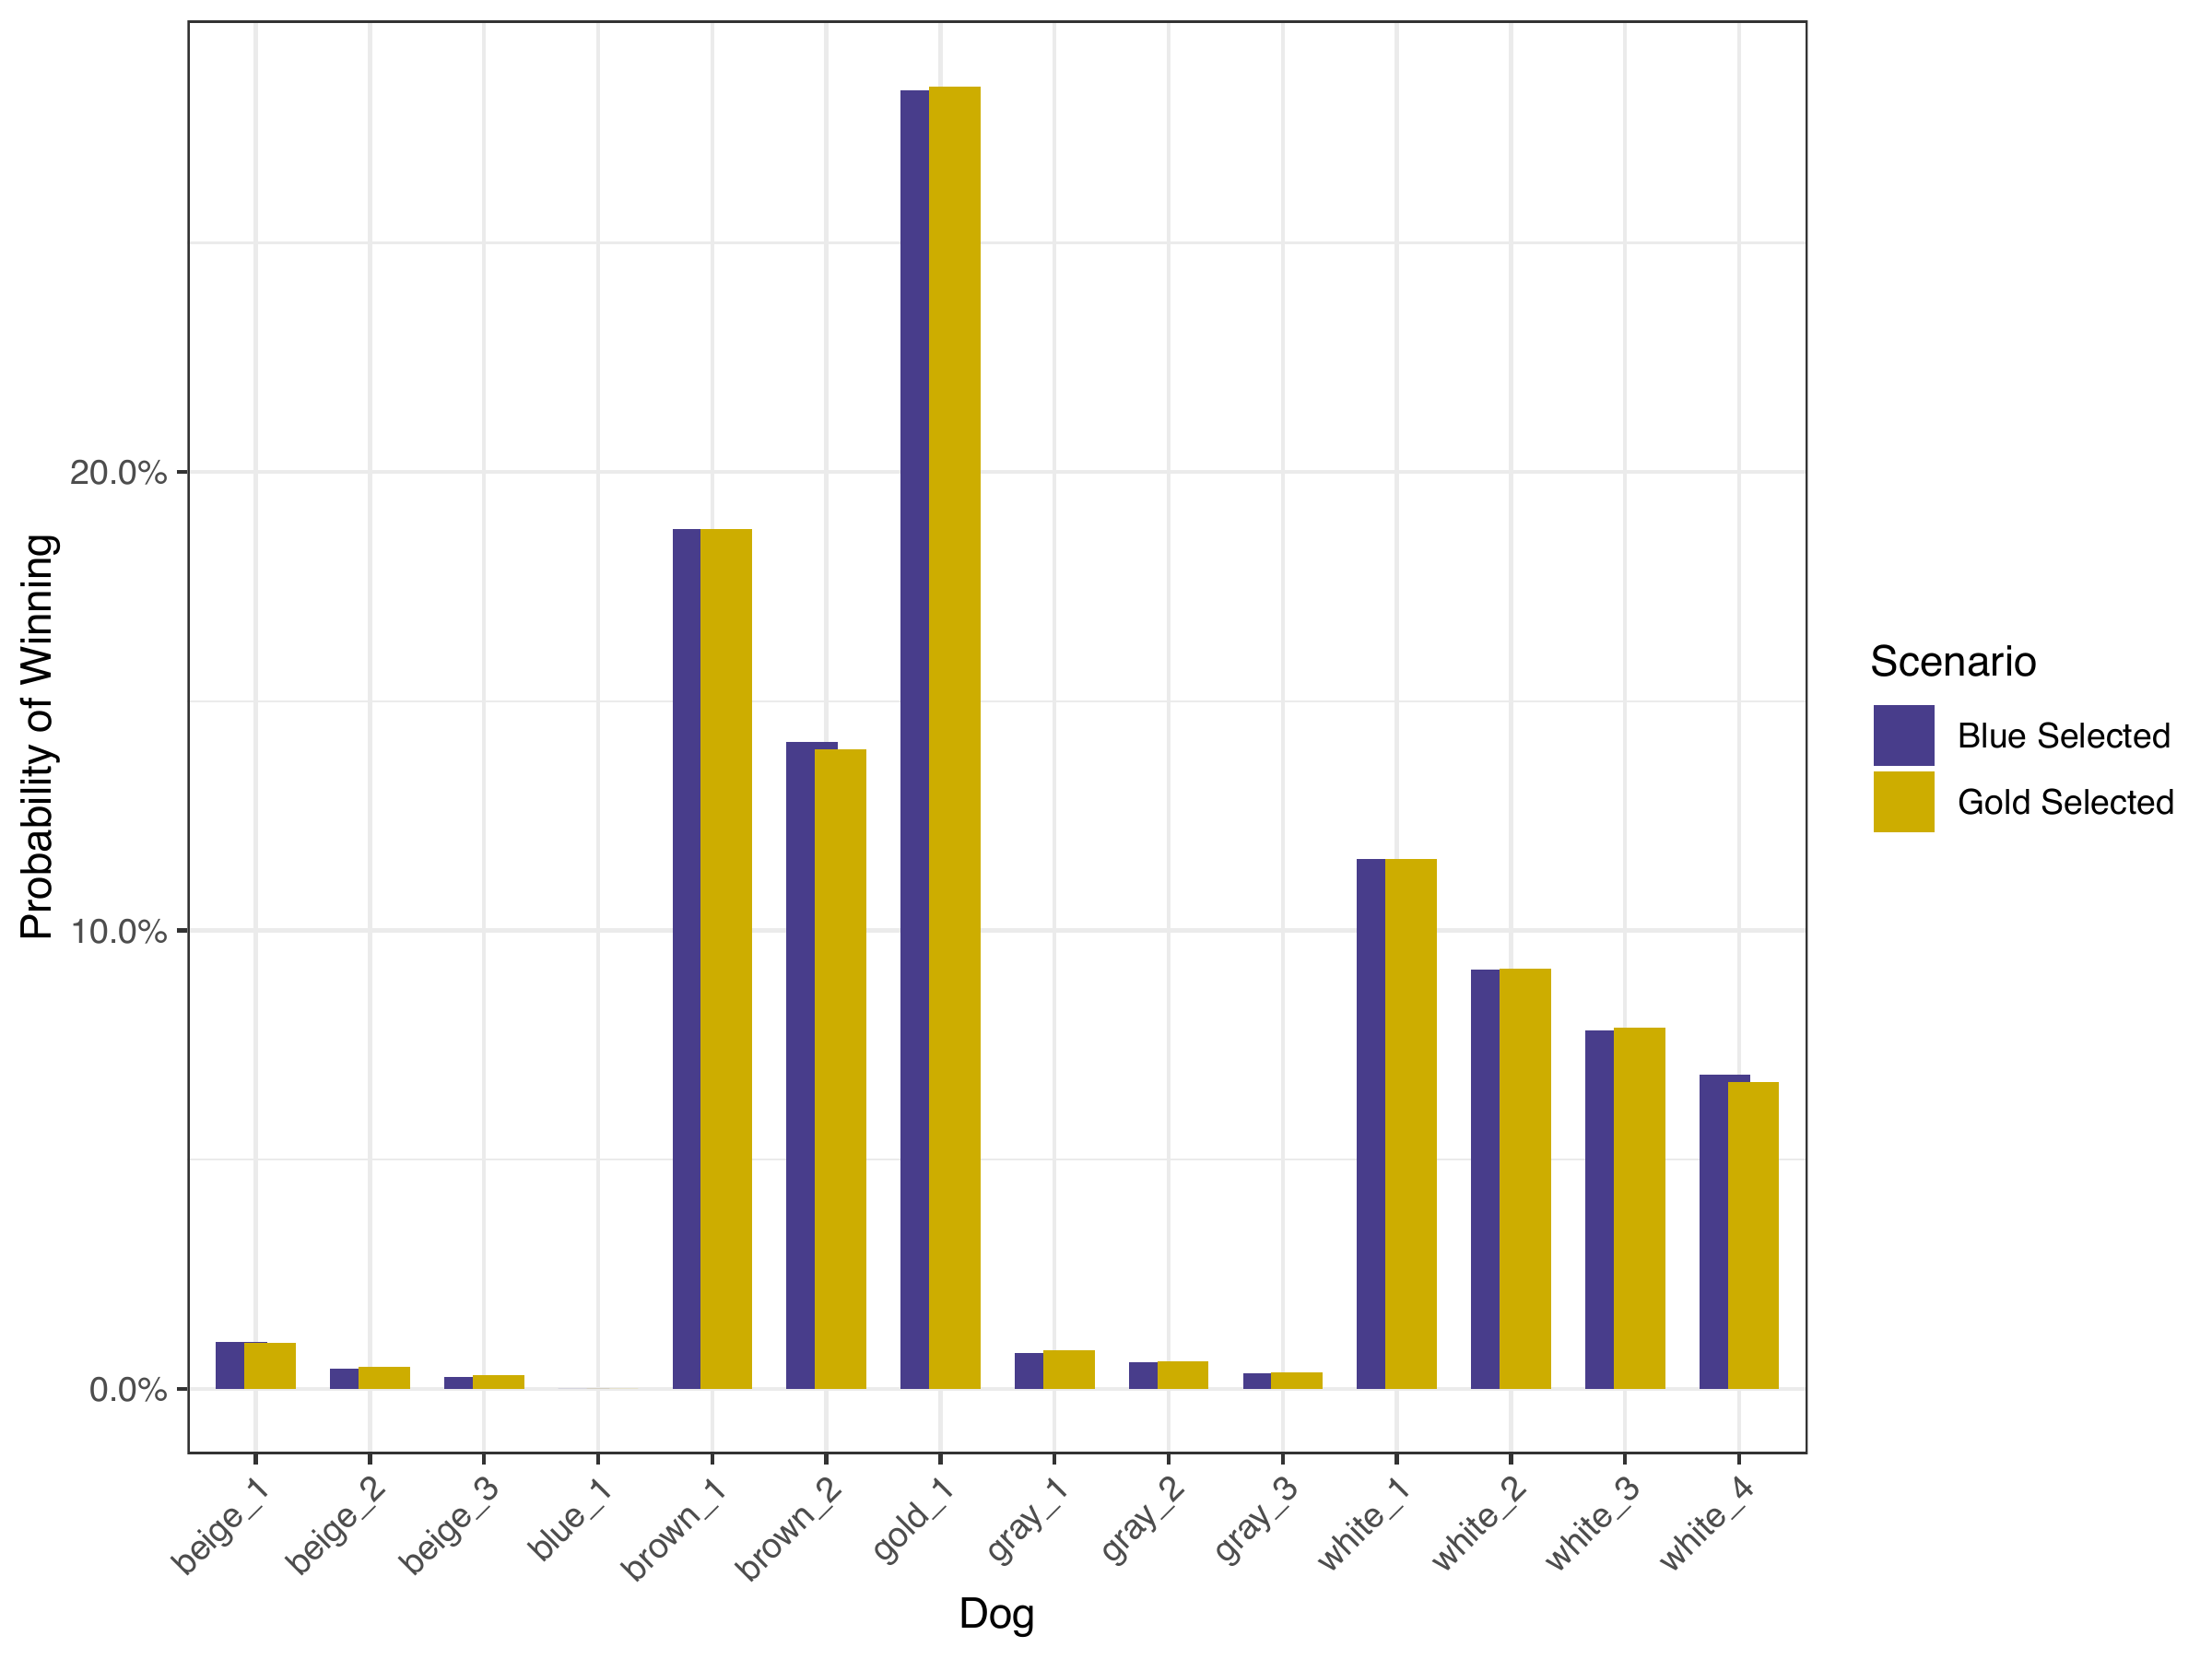 Probability of Winning
20.0%
10.0%
0.0%
beige_1
beige_2
beige_3
blue_1
brown_1
brown_2
gold_1
gray_1
gray_2
gray_3
white_1
white_2
white_3
white_4
Dog
Scenario
Blue Selected
Gold Selected